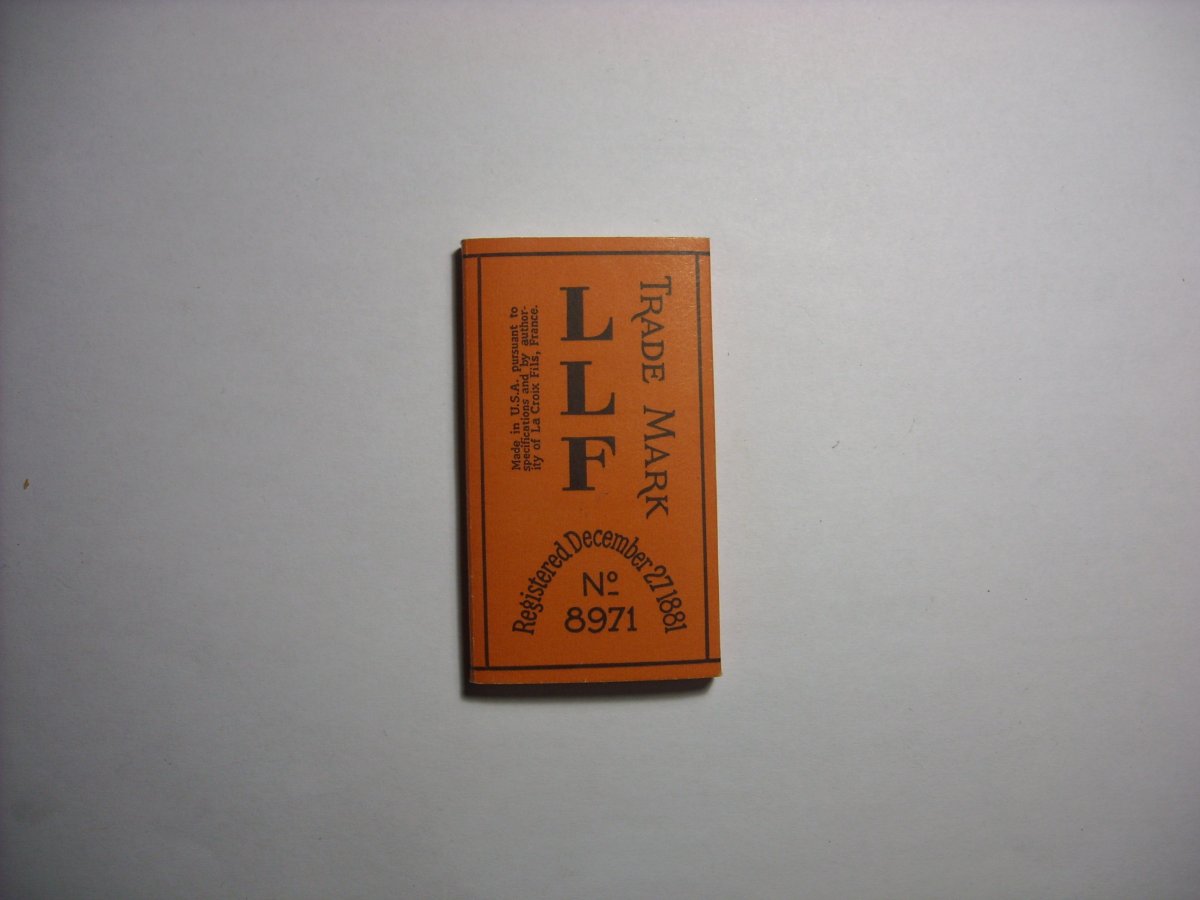 TRADE MARK
L
L
F
Made in U.S.A. pursuant to
specifications and by author-
ity of La Croix Fils, France.
Registered December 27 1881
Nº
8971